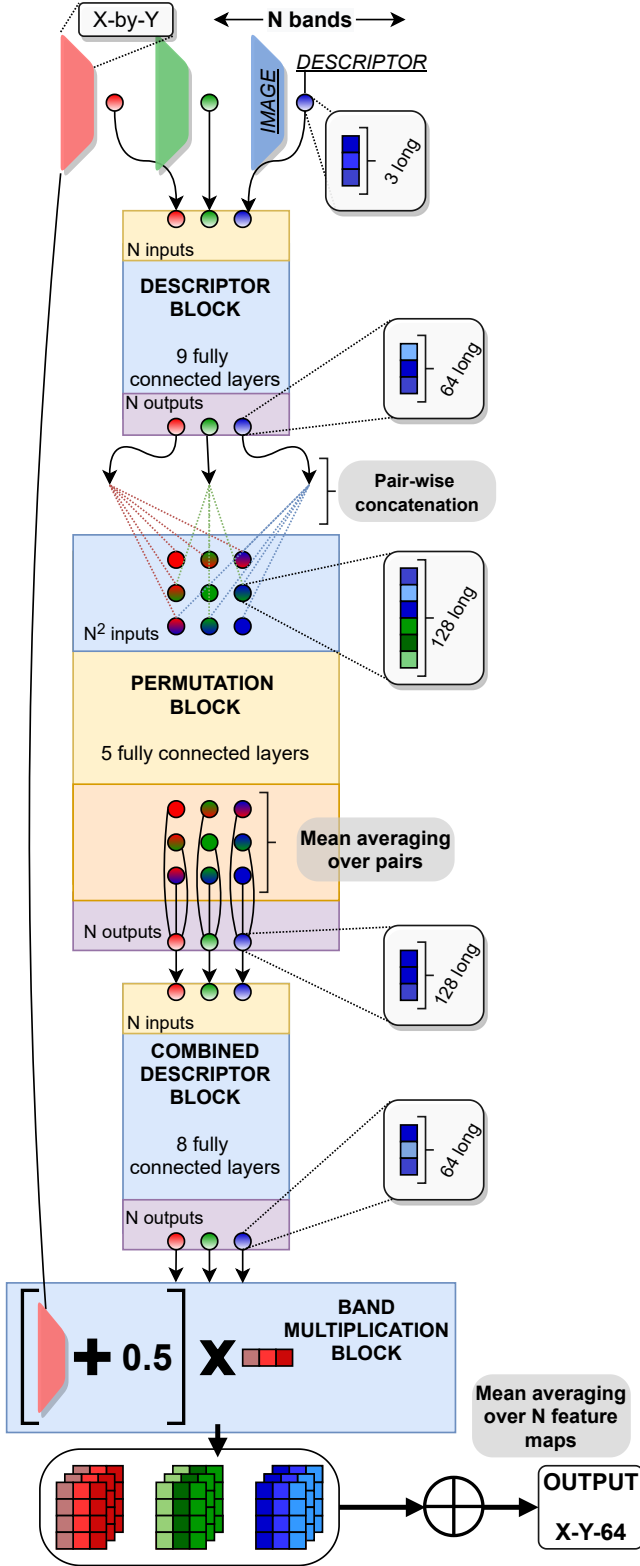 X-by-Y
N bands
IMAGE
DESCRIPTOR
3 long
N inputs
DESCRIPTOR
BLOCK
9 fully
connected layers
N outputs
64 long
Pair-wise
concatenation
N² inputs
128 long
PERMUTATION
BLOCK
5 fully connected layers
Mean averaging
over pairs
N outputs
128 long
N inputs
COMBINED
DESCRIPTOR
BLOCK
8 fully
connected layers
64 long
N outputs
BAND
MULTIPLICATION
BLOCK
+ 0.5 X
Mean averaging
over N feature
maps
OUTPUT
X-Y-64